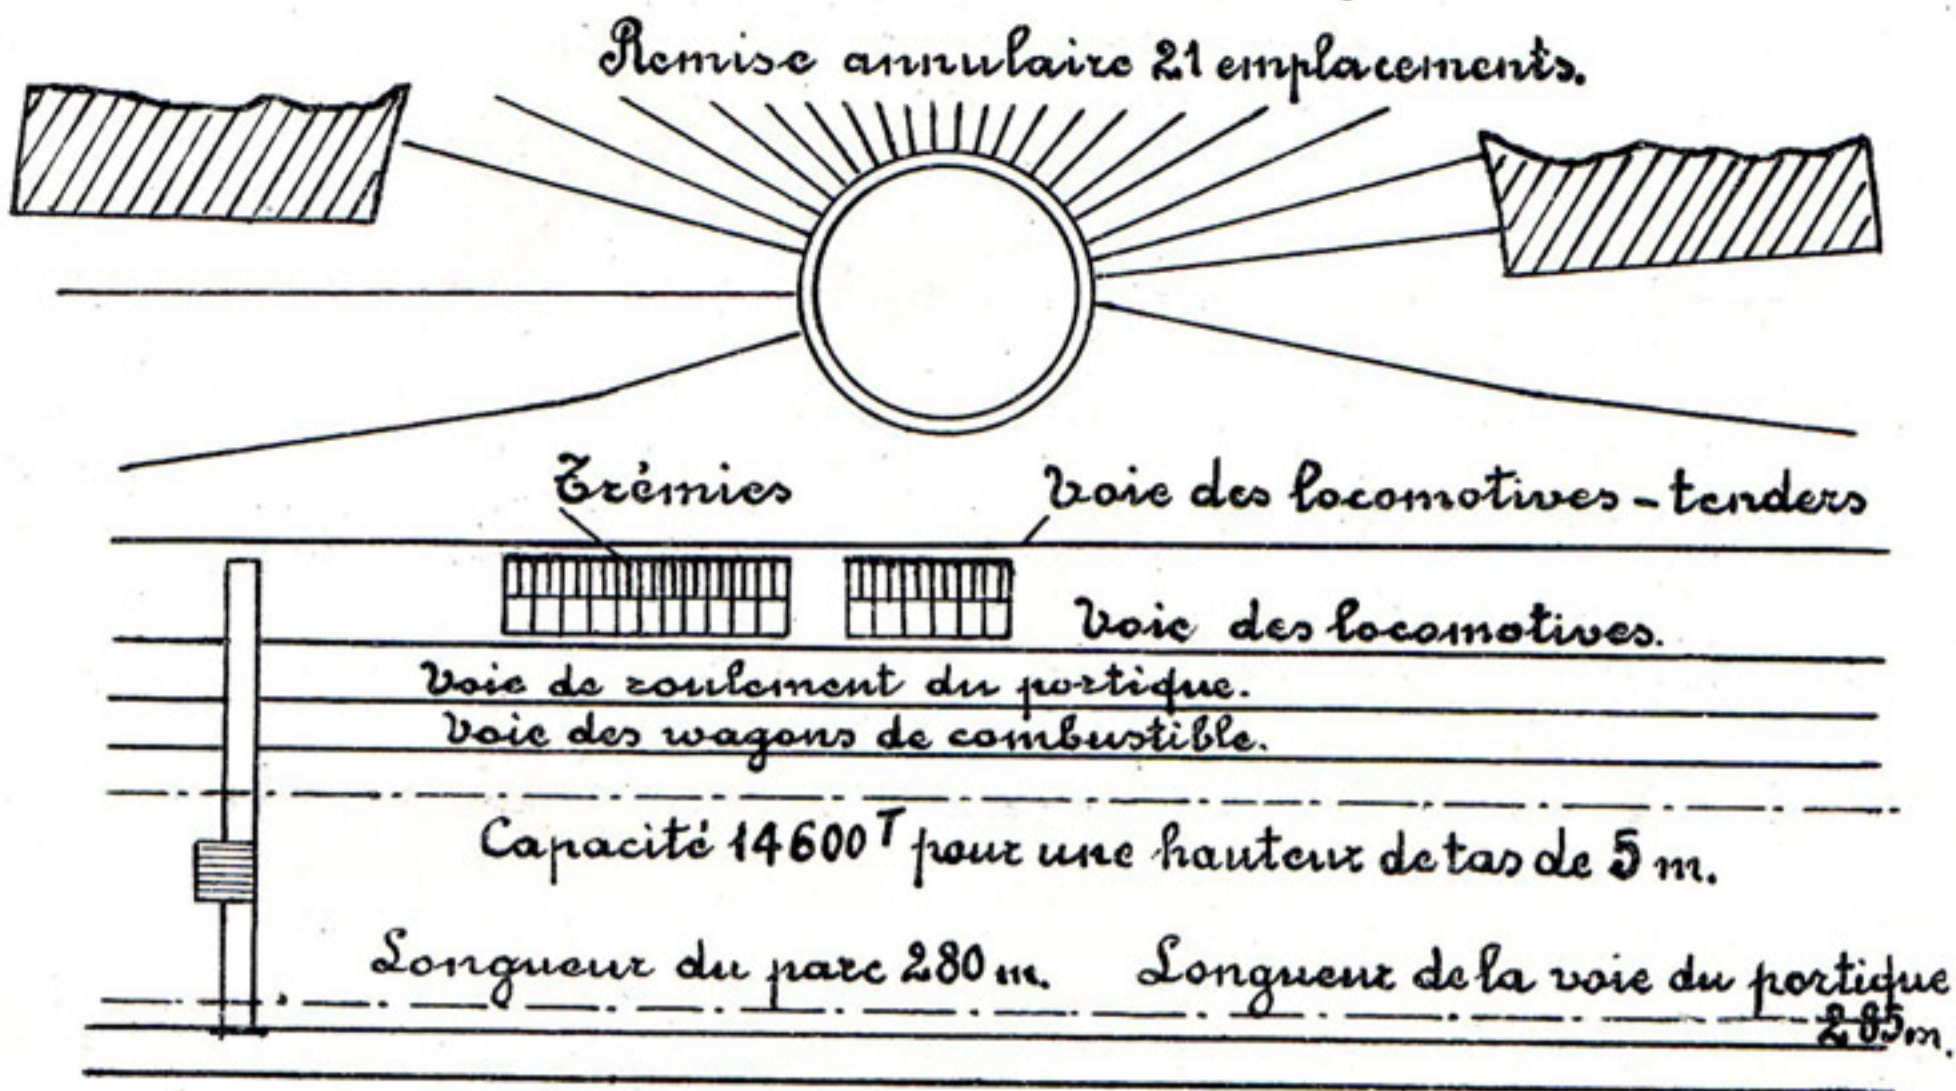 Remise annulaire 21 emplacements.
Trémies
Voie des locomotives - tenders
Voie des locomotives.
Voie de roulement du portique.
Voie des wagons de combustible.
Capacité 14600 T pour une hauteur de tas de 5 m.
Longueur du parc 280 m.
Longueur de la voie du portique
285 m.